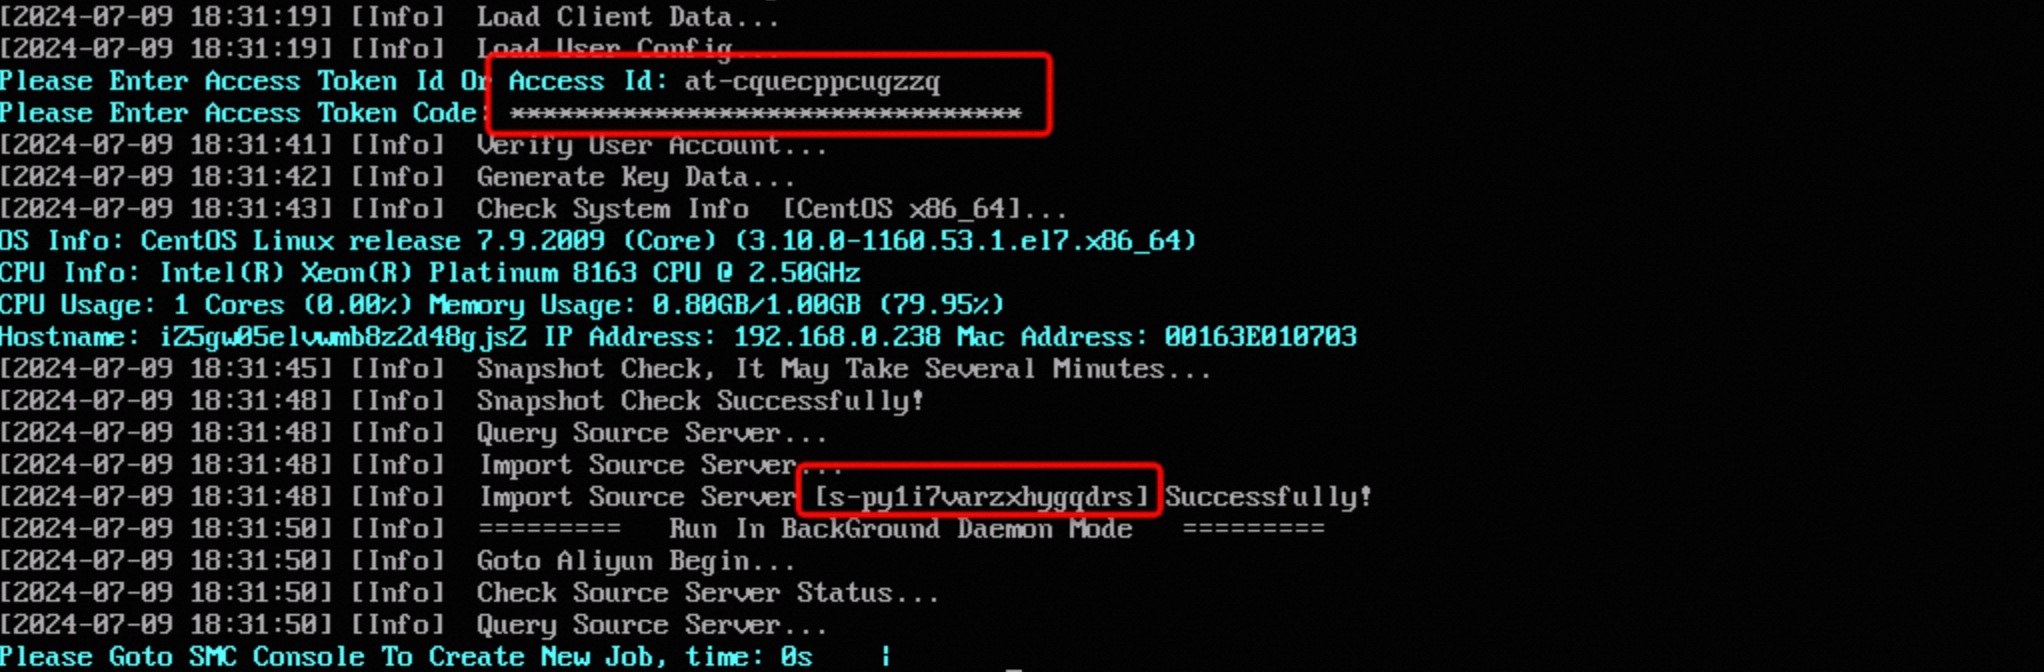 [2024-07-09 18:31:19] [Info] Load Client Data...
[2024-07-09 18:31:19] [Info] Load User Config...
Please Enter Access Token Id Or Access Id: at-cquecppcugzzq
Please Enter Access Token Code: ********************************
[2024-07-09 18:31:41] [Info] Verify User Account...
[2024-07-09 18:31:42] [Info] Generate Key Data...
[2024-07-09 18:31:43] [Info] Check System Info [CentOS x86_64]...
OS Info: CentOS Linux release 7.9.2009 (Core) (3.10.0-1160.53.1.el7.x86_64)
CPU Info: Intel(R) Xeon(R) Platinum 8163 CPU @ 2.50GHz
CPU Usage: 1 Cores (0.00%) Memory Usage: 0.80GB/1.00GB (79.95%)
Hostname: iZ5gw05elvwmb8z2d48gjsZ IP Address: 192.168.0.238 Mac Address: 00163E010703
[2024-07-09 18:31:45] [Info] Snapshot Check, It May Take Several Minutes...
[2024-07-09 18:31:48] [Info] Snapshot Check Successfully!
[2024-07-09 18:31:48] [Info] Query Source Server...
[2024-07-09 18:31:48] [Info] Import Source Server...
[2024-07-09 18:31:48] [Info] Import Source Server [s-py1i7varzxhygqdrs] Successfully!
[2024-07-09 18:31:50] [Info] ========= Run In BackGround Daemon Mode =========
[2024-07-09 18:31:50] [Info] Goto Aliyun Begin...
[2024-07-09 18:31:50] [Info] Check Source Server Status...
[2024-07-09 18:31:50] [Info] Query Source Server...
Please Goto SMC Console To Create New Job, time: 0s |